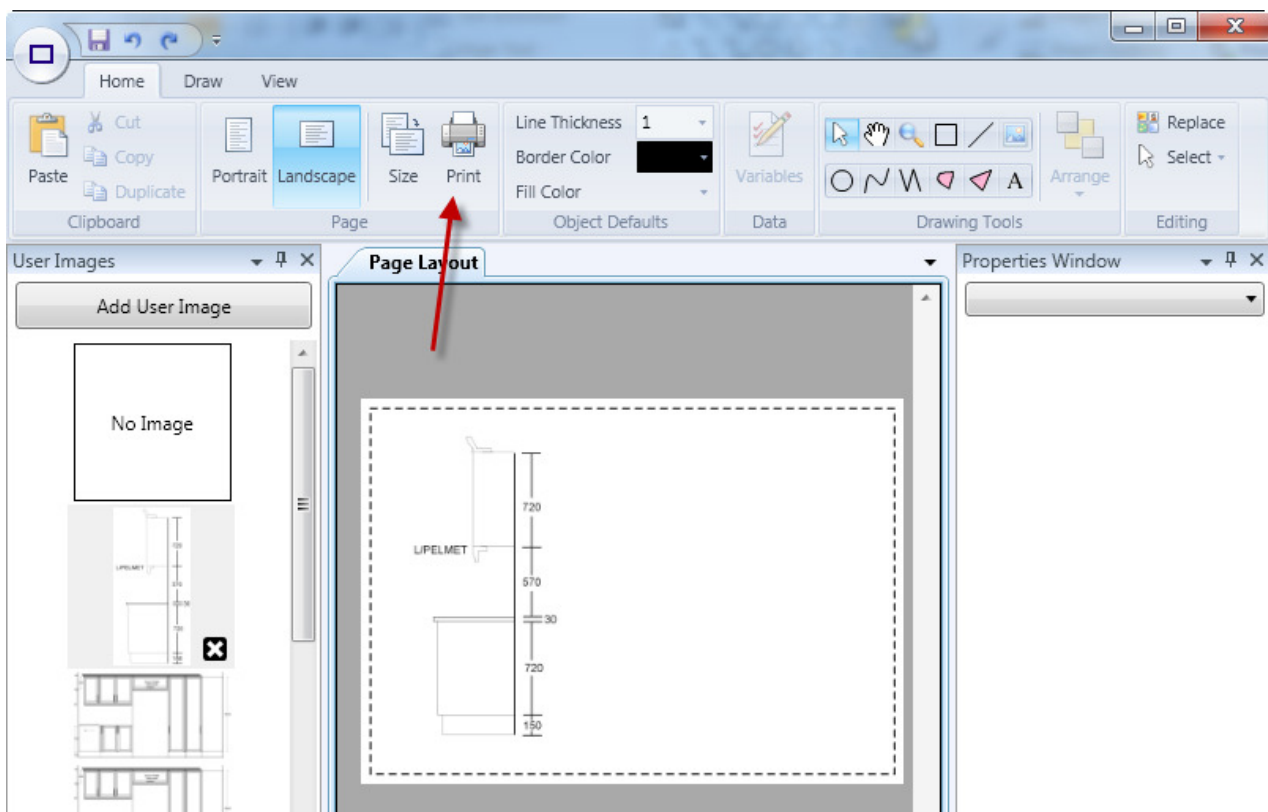 Home Draw View
Paste
Cut
Copy
Duplicate
Clipboard
Portrait Landscape Size Print
Page
Line Thickness 1
Border Color
Fill Color
Object Defaults
Variables
Data
A
Drawing Tools
Arrange
Replace
Select
Editing
User Images
Add User Image
No Image
Page Layout
720
570
30
720
150
Properties Window